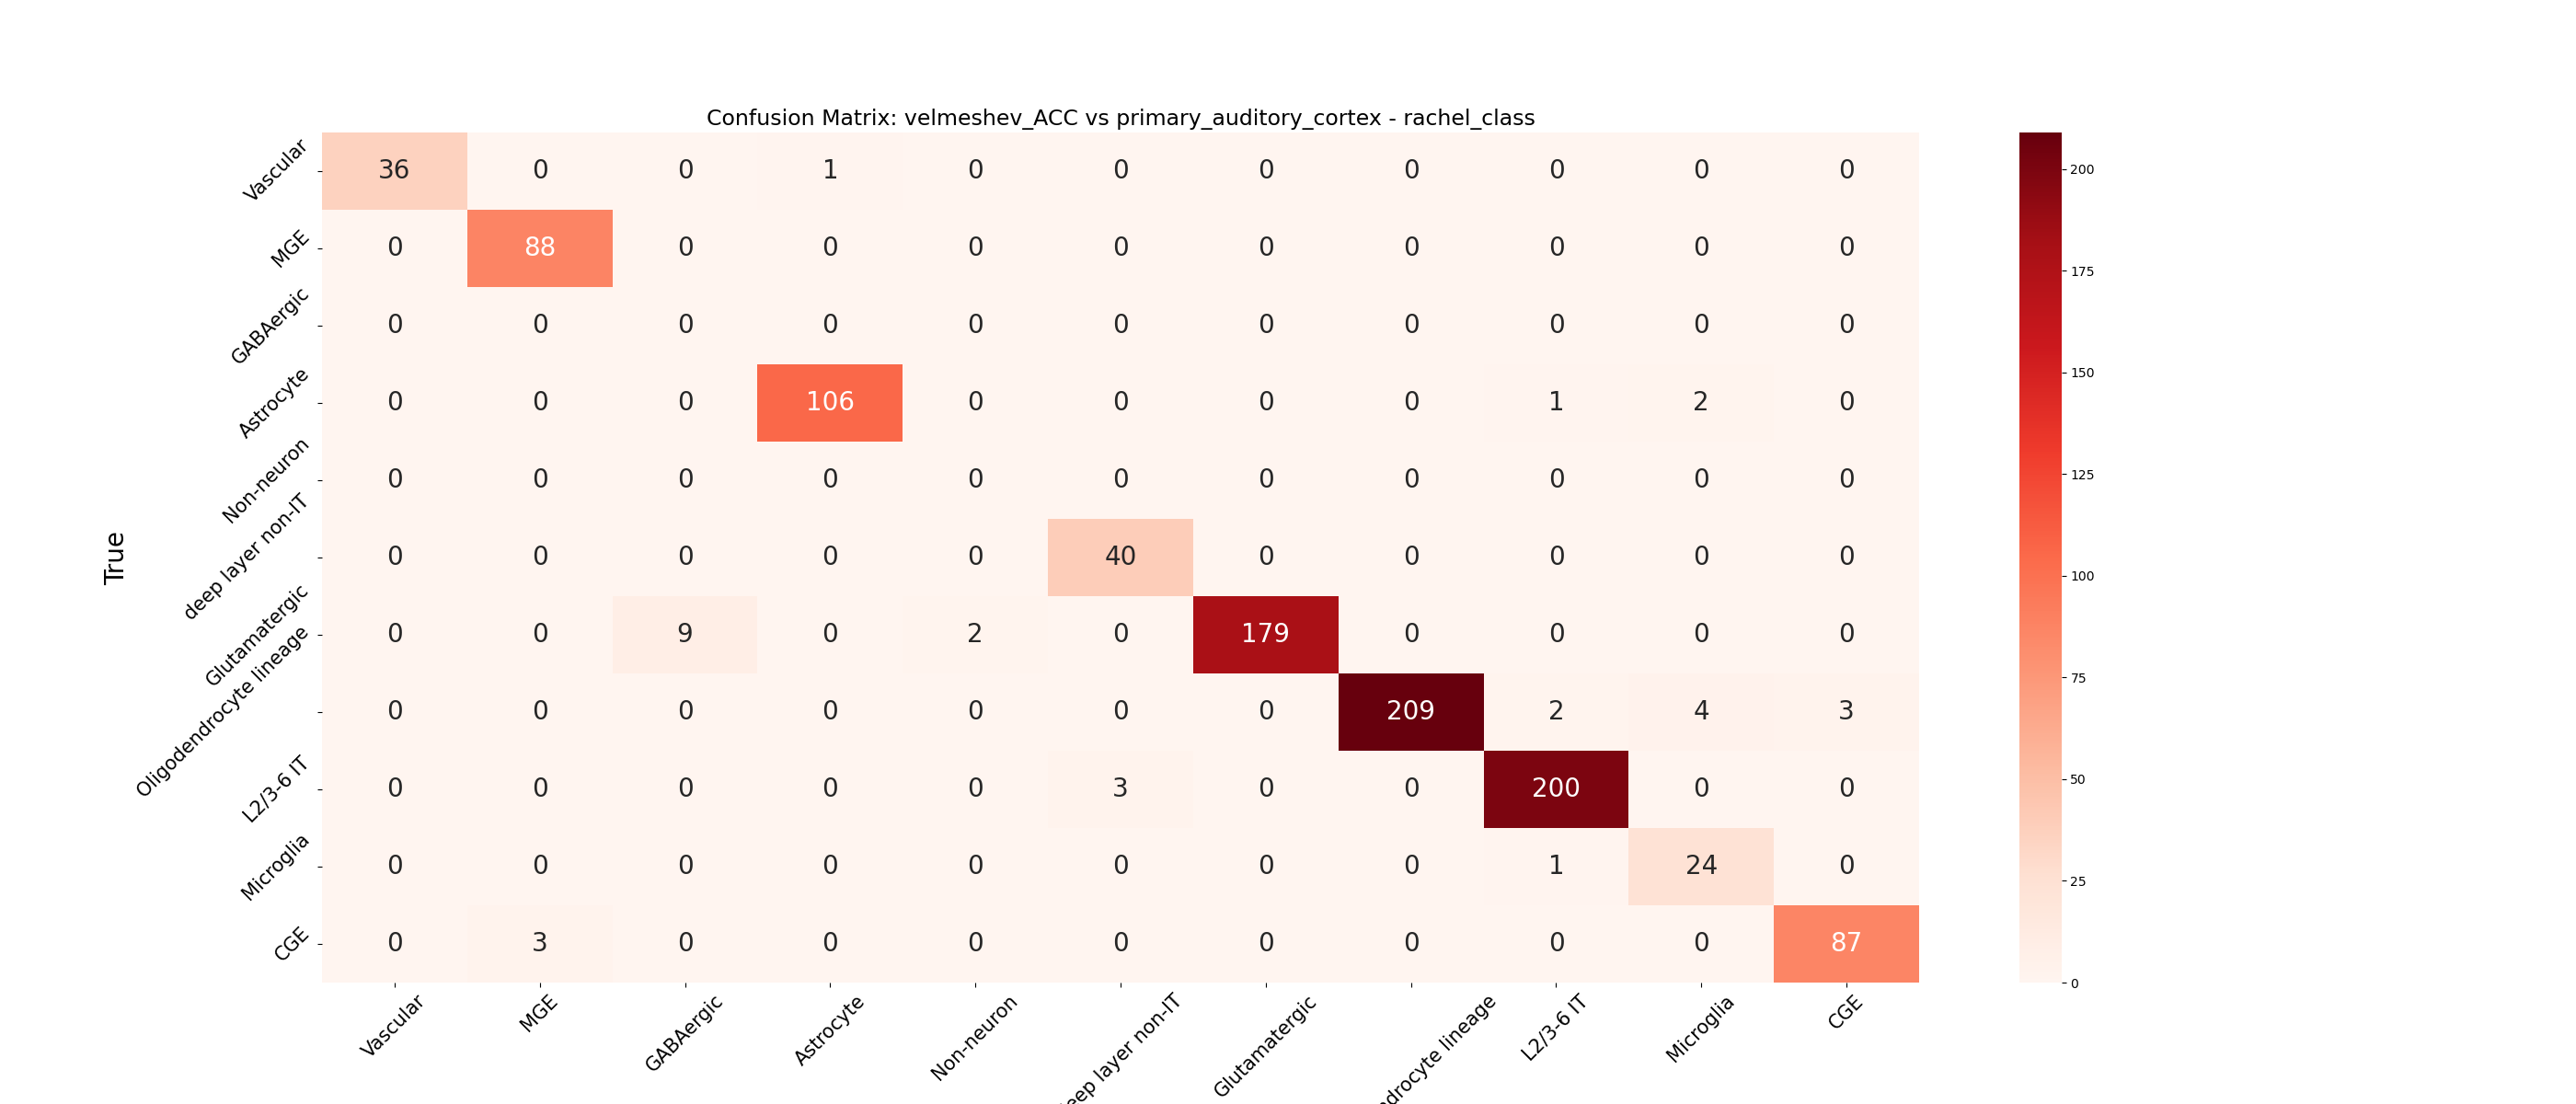 Confusion Matrix: velmeshev_ACC vs primary_auditory_cortex - rachel_class
True
Vascular 36 0 0 1 0 0 0 0 0 0 0
MGE 0 88 0 0 0 0 0 0 0 0 0
GABAergic 0 0 0 0 0 0 0 0 0 0 0
Astrocyte 0 0 0 106 0 0 0 0 1 2 0
Non-neuron 0 0 0 0 0 0 0 0 0 0 0
deep layer non-IT 0 0 0 0 0 40 0 0 0 0 0
Glutamatergic 0 0 9 0 2 0 179 0 0 0 0
Oligodendrocyte lineage 0 0 0 0 0 0 0 209 2 4 3
L2/3-6 IT 0 0 0 0 0 3 0 0 200 0 0
Microglia 0 0 0 0 0 0 0 0 1 24 0
CGE 0 3 0 0 0 0 0 0 0 0 87
Vascular MGE GABAergic Astrocyte Non-neuron eep layer non-IT Glutamatergic ndrocyte lineage L2/3-6 IT Microglia CGE
200
175
150
125
100
75
50
25
0